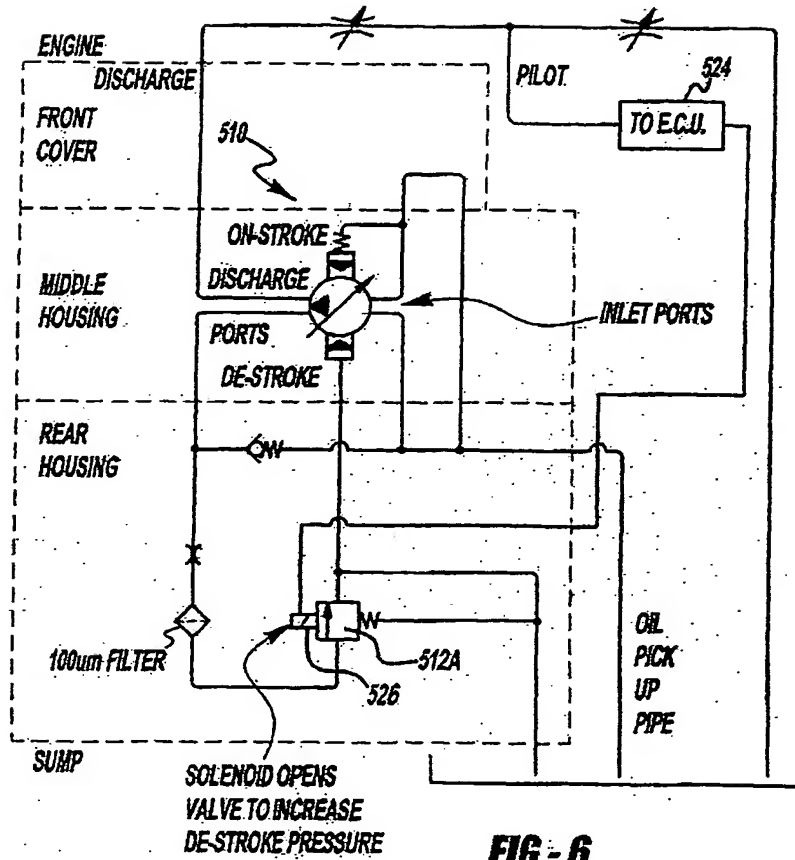 ENGINE
DISCHARGE
FRONT
COVER
PILOT
524
TO E.C.U.
510
ON-STROKE
MIDDLE
HOUSING
DISCHARGE
PORTS
INLET PORTS
DE-STROKE
REAR
HOUSING
100um FILTER
512A
526
OIL
PICK
UP
PIPE
SUMP
SOLENOID OPENS
VALVE TO INCREASE
DE-STROKE PRESSURE
FIG - 6